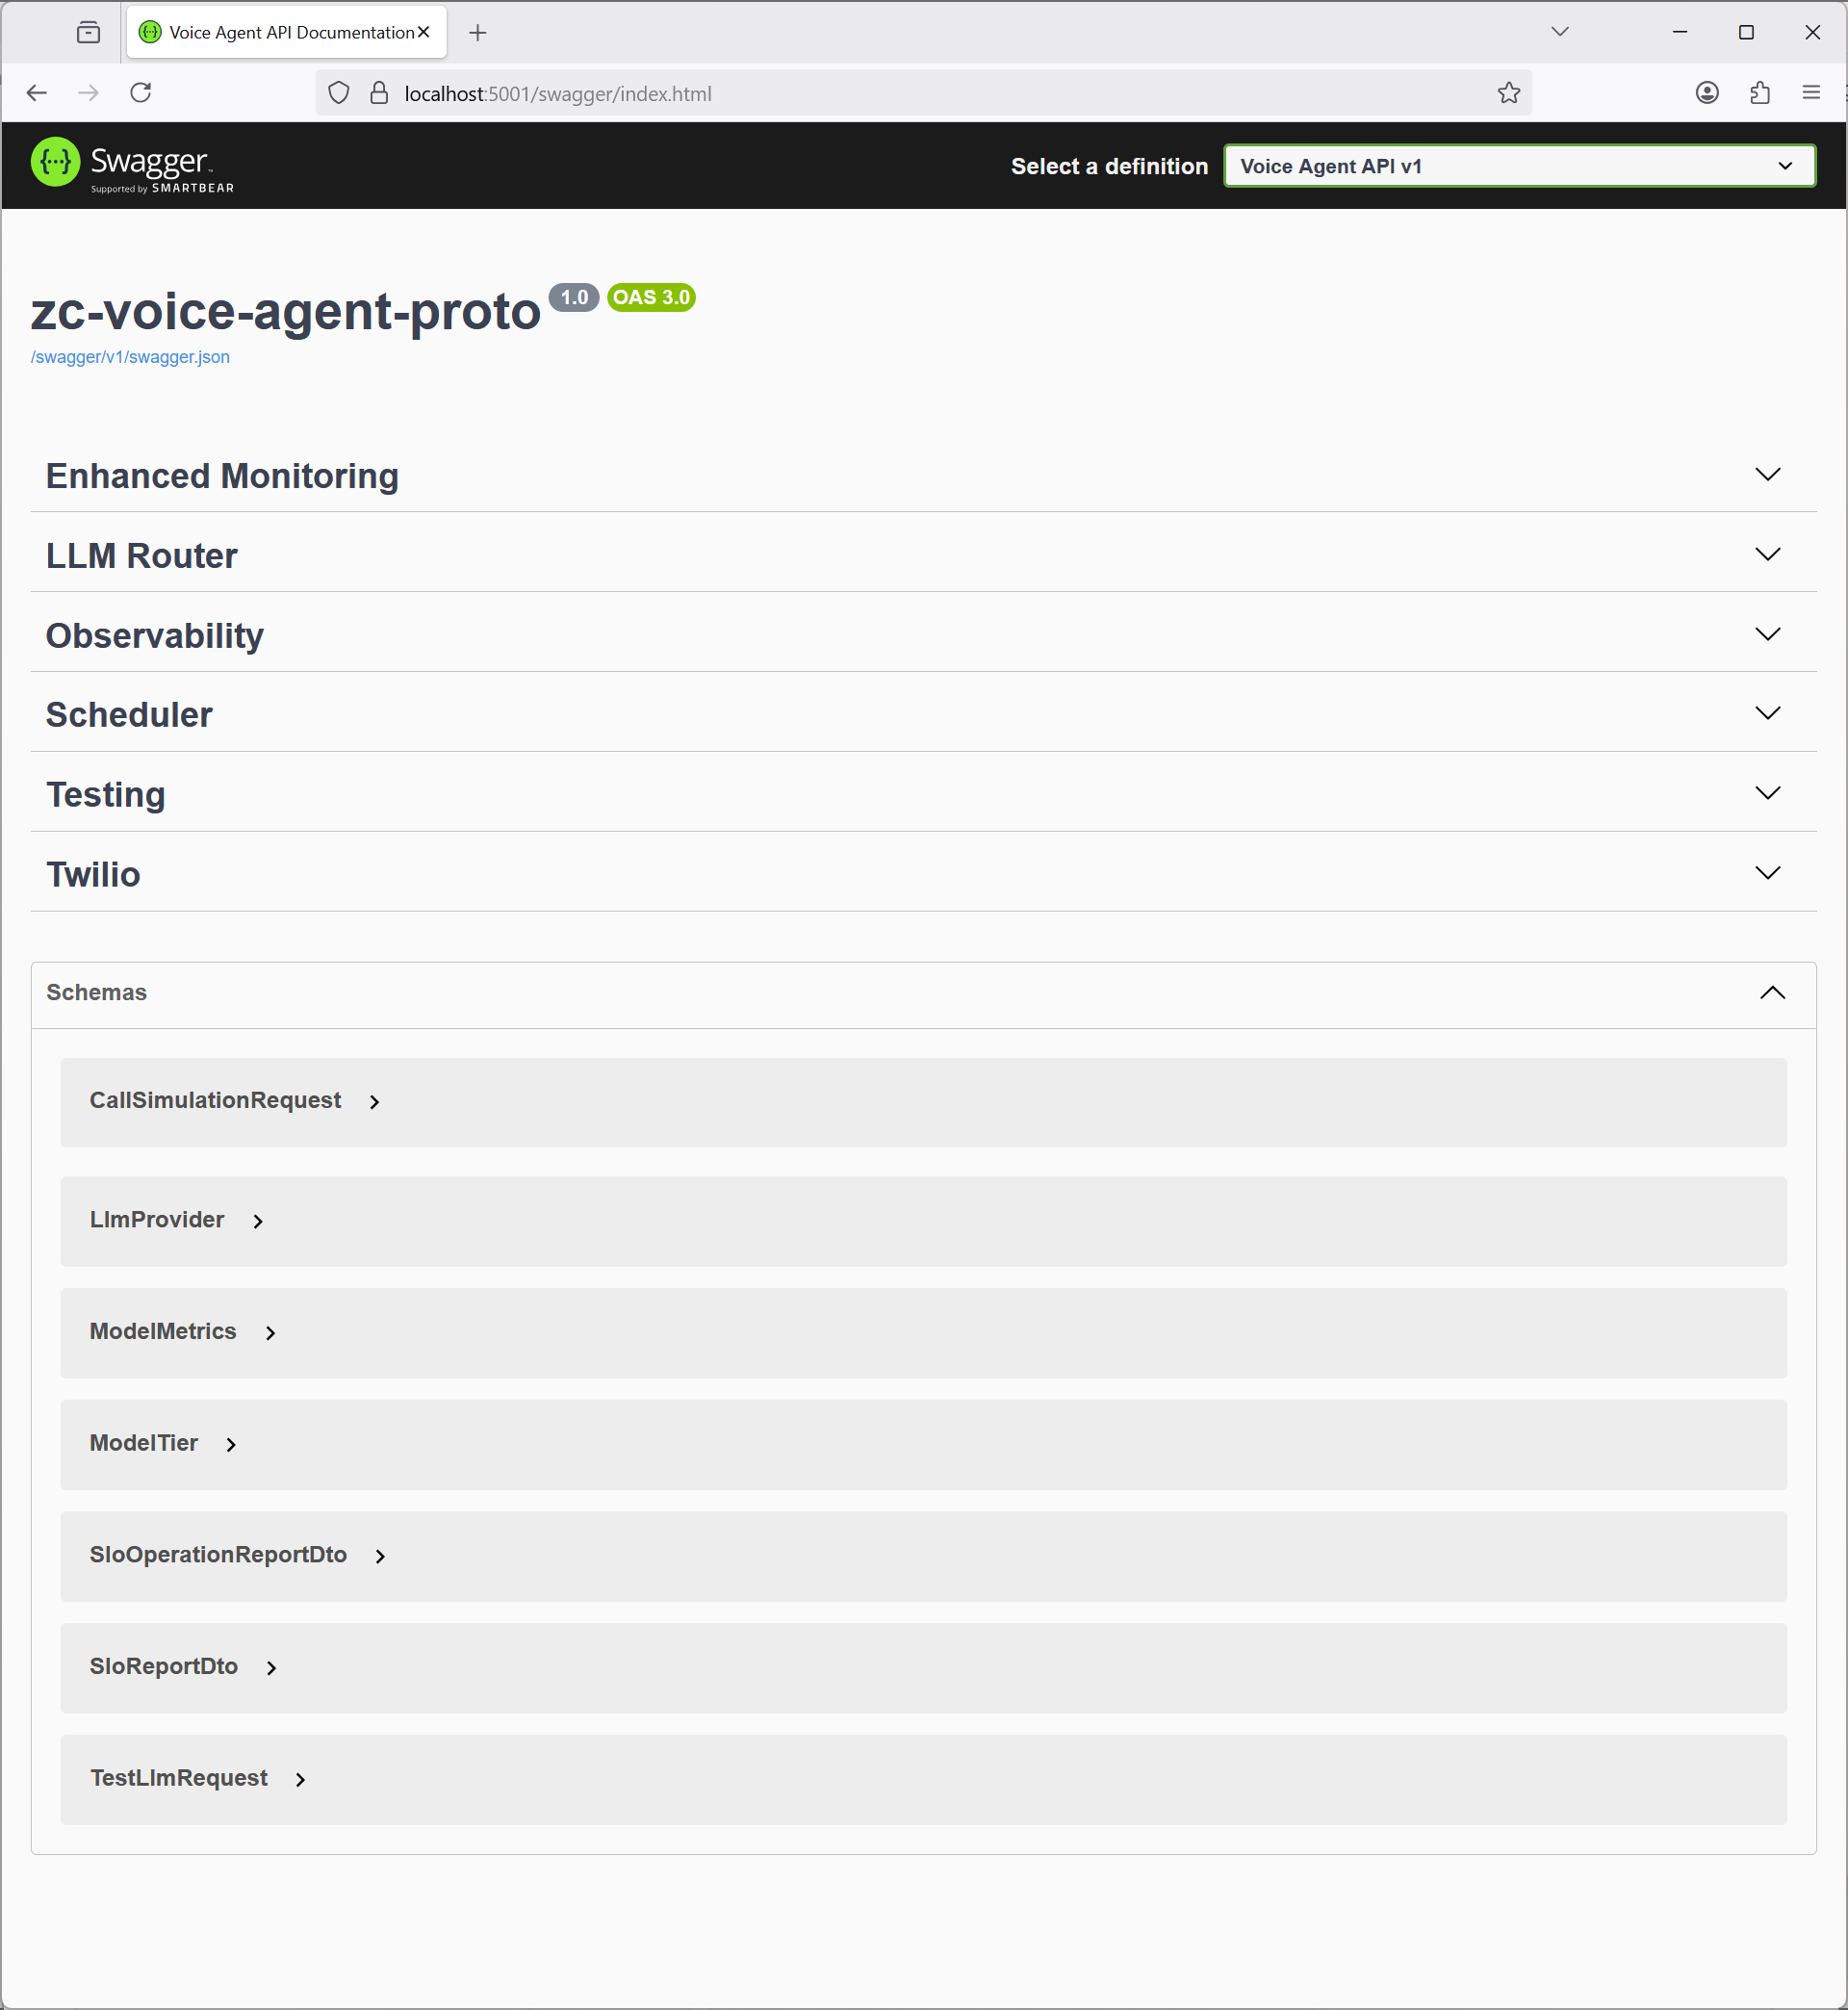 Voice Agent API Documentation
localhost:5001/swagger/index.html
Swagger
Supported by SMARTBEAR
Select a definition
Voice Agent API v1
zc-voice-agent-proto 1.0 OAS 3.0
/swagger/v1/swagger.json
Enhanced Monitoring
LLM Router
Observability
Scheduler
Testing
Twilio
Schemas
CallSimulationRequest
LlmProvider
ModelMetrics
ModelTier
SloOperationReportDto
SloReportDto
TestLlmRequest